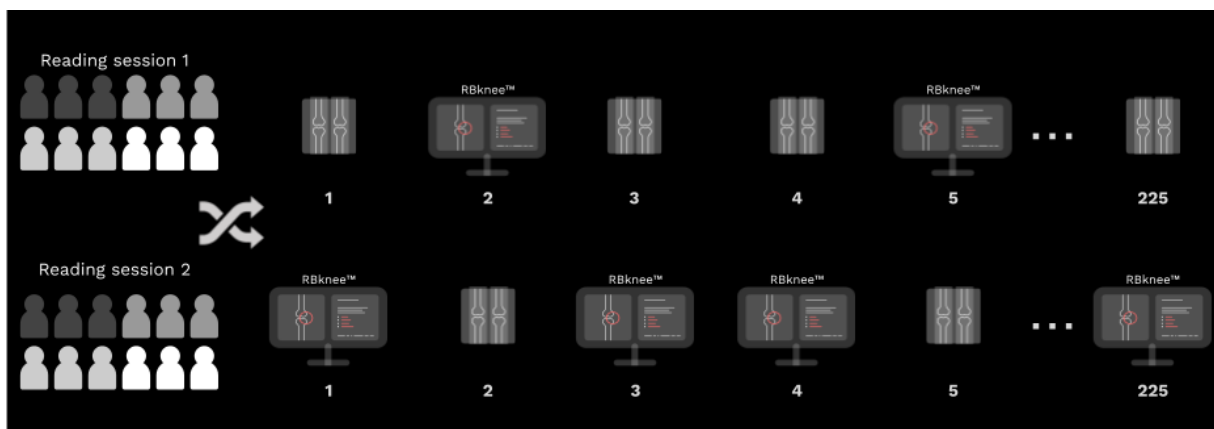 Reading session 1
RBknee™
RBknee™
1 2 3 4 5 ... 225
Reading session 2
RBknee™ RBknee™ RBknee™ RBknee™
1 2 3 4 5 ... 225